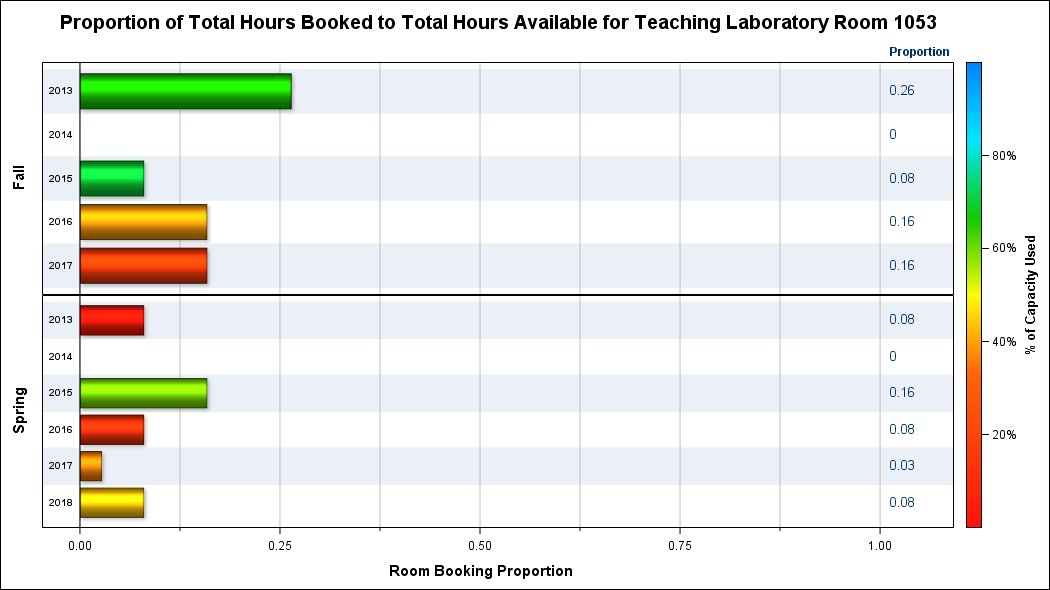 Proportion of Total Hours Booked to Total Hours Available for Teaching Laboratory Room 1053
Proportion
Fall
2013 0.26
2014 0
2015 0.08
2016 0.16
2017 0.16
Spring
2013 0.08
2014 0
2015 0.16
2016 0.08
2017 0.03
2018 0.08
0.00 0.25 0.50 0.75 1.00
Room Booking Proportion
80%
60%
40%
20%
% of Capacity Used